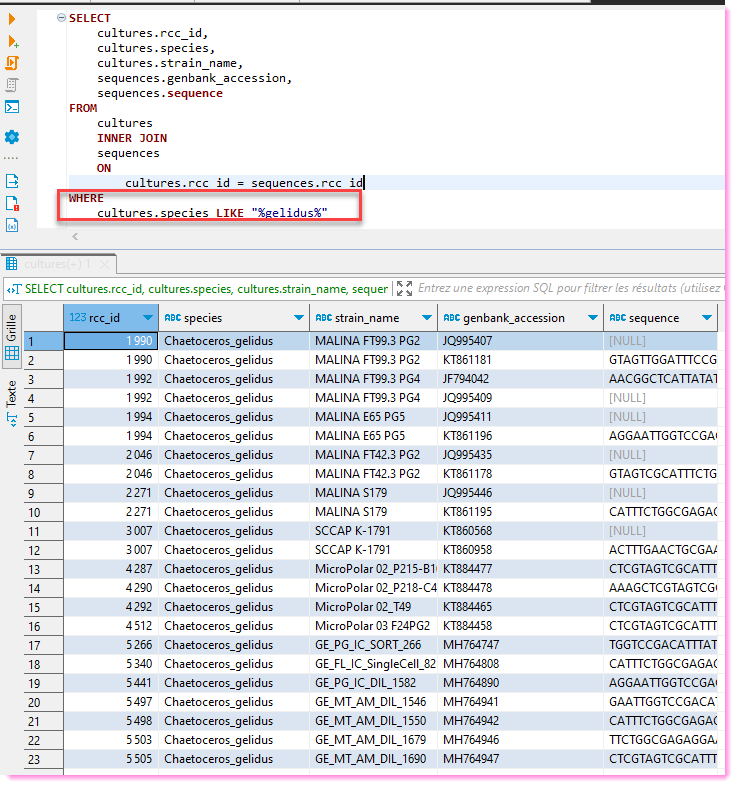 SELECT
cultures.rcc_id,
cultures.species,
cultures.strain_name,
sequences.genbank_accession,
sequences.sequence
FROM
cultures
INNER JOIN
sequences
ON
cultures.rcc_id = sequences.rcc_id
WHERE
cultures.species LIKE "%gelidus%"
cultures(+) 1
SELECT cultures.rcc_id, cultures.species, cultures.strain_name, sequer Entrez une expression SQL pour filtrer les résultats (utilisez C
Grille
Texte
123 rcc_id ABC species ABC strain_name ABC genbank_accession ABC sequence
1 1 990 Chaetoceros_gelidus MALINA FT99.3 PG2 JQ995407 [NULL]
2 1 990 Chaetoceros_gelidus MALINA FT99.3 PG2 KT861181 GTAGTTGGATTTCCG
3 1 992 Chaetoceros_gelidus MALINA FT99.3 PG4 JF794042 AACGGCTCATTATAT
4 1 992 Chaetoceros_gelidus MALINA FT99.3 PG4 JQ995409 [NULL]
5 1 994 Chaetoceros_gelidus MALINA E65 PG5 JQ995411 [NULL]
6 1 994 Chaetoceros_gelidus MALINA E65 PG5 KT861196 AGGAATTGGTCCGAC
7 2 046 Chaetoceros_gelidus MALINA FT42.3 PG2 JQ995435 [NULL]
8 2 046 Chaetoceros_gelidus MALINA FT42.3 PG2 KT861178 GTAGTCGCATTTCTG
9 2 271 Chaetoceros_gelidus MALINA S179 JQ995446 [NULL]
10 2 271 Chaetoceros_gelidus MALINA S179 KT861195 CATTTCTGGCGAGAC
11 3 007 Chaetoceros_gelidus SCCAP K-1791 KT860568 [NULL]
12 3 007 Chaetoceros_gelidus SCCAP K-1791 KT860958 ACTTTGAACTGCGAA
13 4 287 Chaetoceros_gelidus MicroPolar 02_P215-B10 KT884477 CTCGTAGTCGCATTT
14 4 290 Chaetoceros_gelidus MicroPolar 02_P218-C4 KT884478 AAAGCTCGTAGTCGC
15 4 292 Chaetoceros_gelidus MicroPolar 02_T49 KT884465 CTCGTAGTCGCATTT
16 4 512 Chaetoceros_gelidus MicroPolar 03 F24PG2 KT884458 CTCGTAGTCGCATTT
17 5 266 Chaetoceros_gelidus GE_PG_IC_SORT_266 MH764747 TGGTCCGACATTTAT
18 5 340 Chaetoceros_gelidus GE_FL_IC_SingleCell_82 MH764808 CATTTCTGGCGAGAC
19 5 441 Chaetoceros_gelidus GE_PG_IC_DIL_1582 MH764890 AGGAATTGGTCCGAC
20 5 497 Chaetoceros_gelidus GE_MT_AM_DIL_1546 MH764941 GAATTGGTCCGACAT
21 5 498 Chaetoceros_gelidus GE_MT_AM_DIL_1550 MH764942 CATTTCTGGCGAGAC
22 5 503 Chaetoceros_gelidus GE_MT_AM_DIL_1679 MH764946 TTCTGGCGAGAGGAA
23 5 505 Chaetoceros_gelidus GE_MT_AM_DIL_1690 MH764947 CTCGTAGTCGCATTT